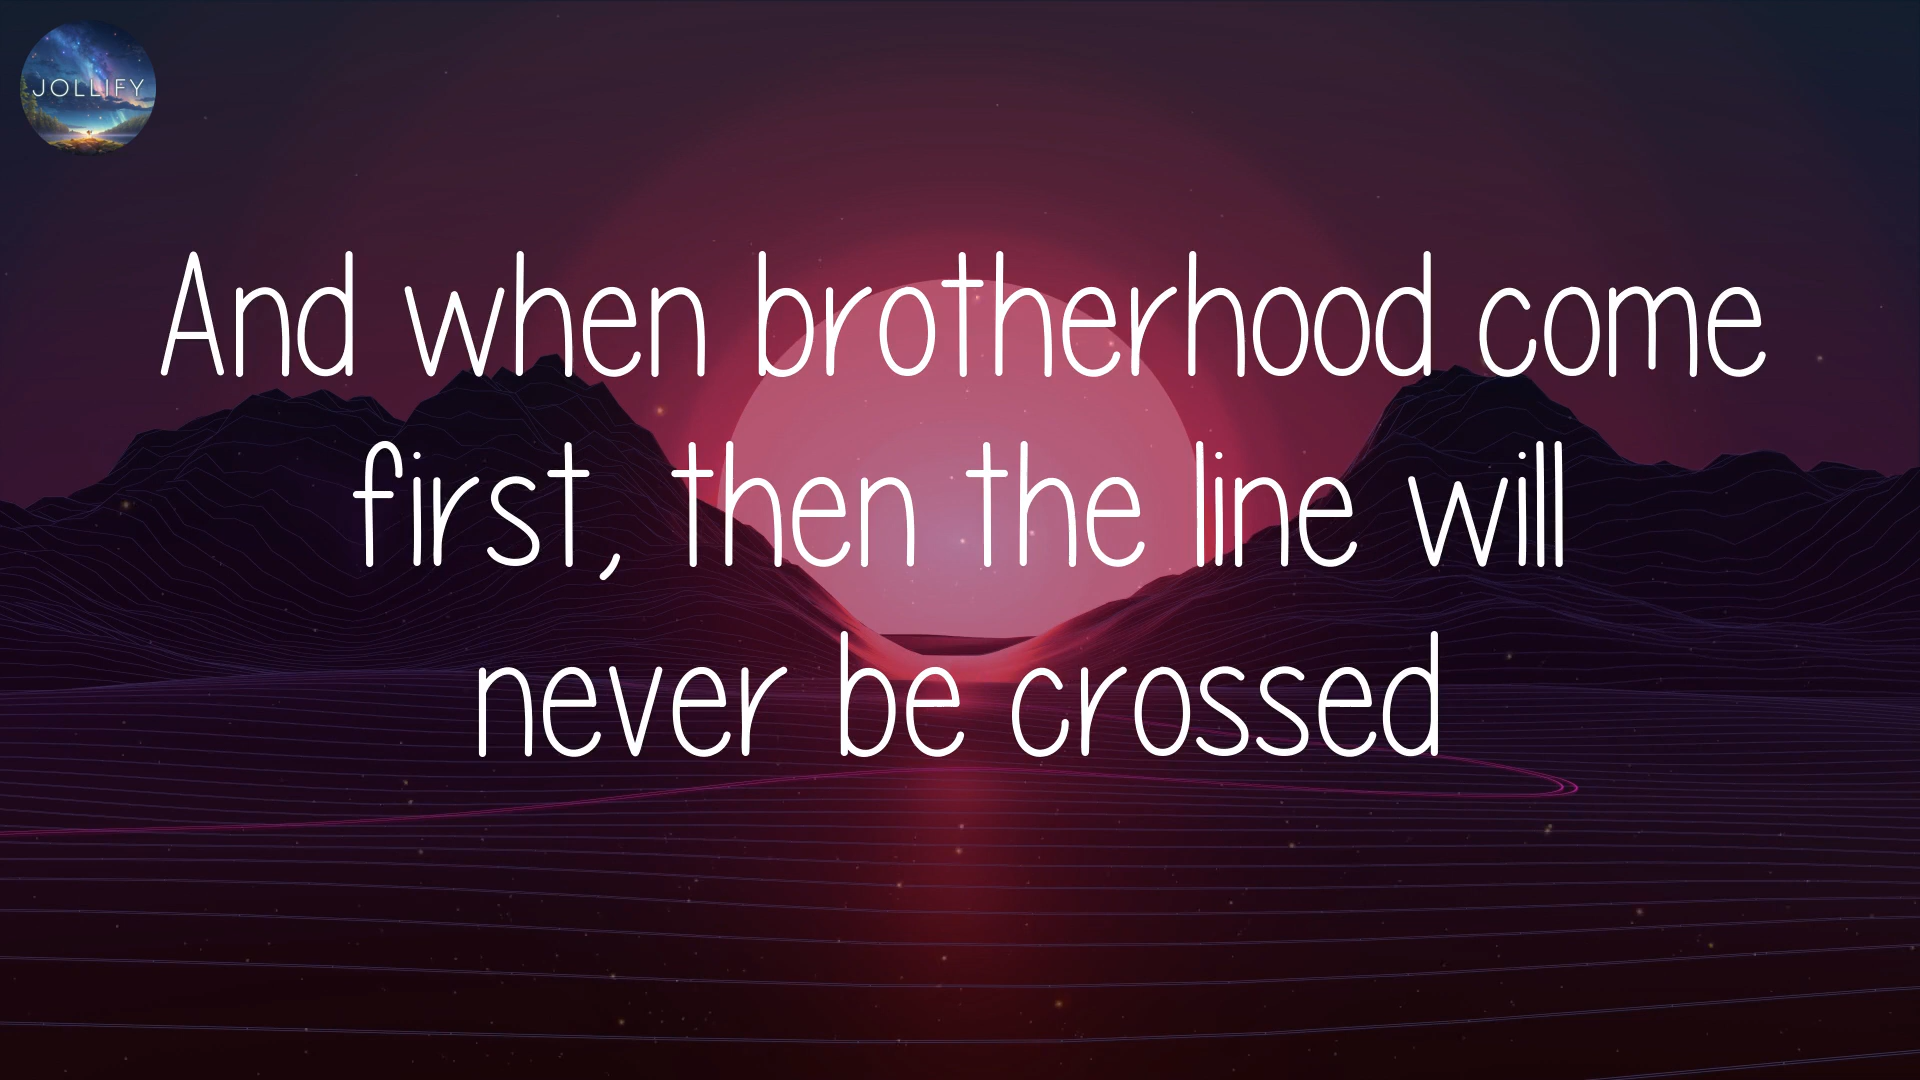 JOLLIFY
And when brotherhood come
first, then the line will
never be crossed